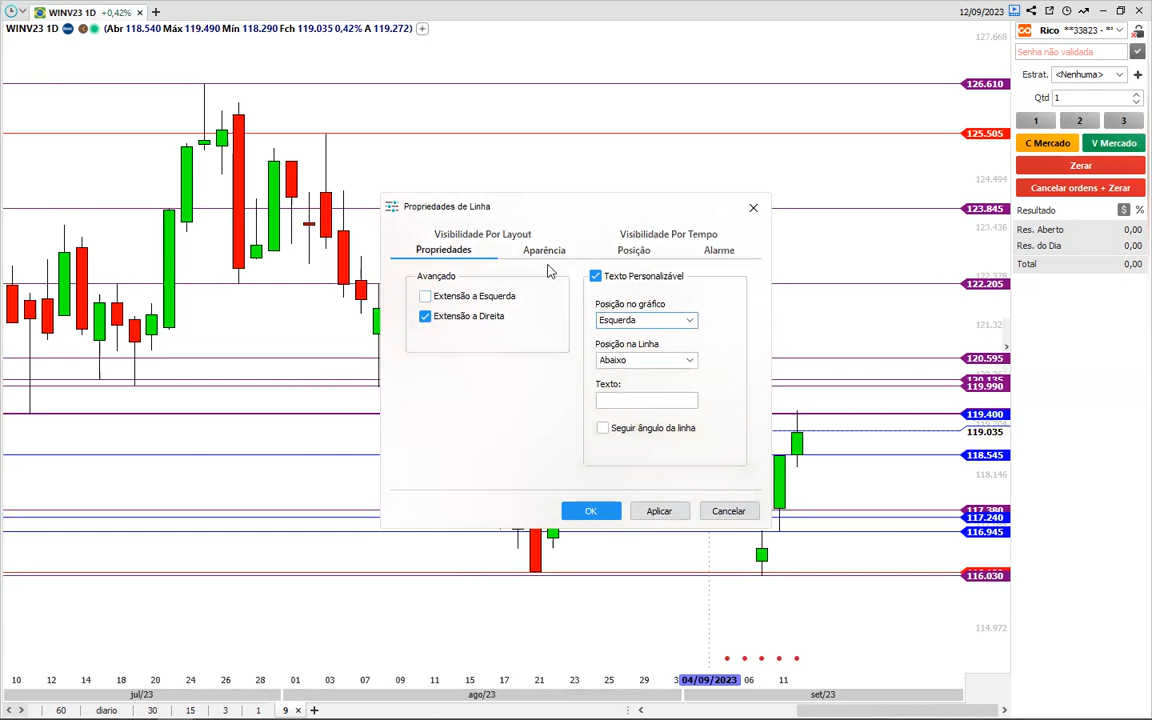 WINV23 1D +0,42%
12/09/2023
WINV23 1D (Abr 118.540 Máx 119.490 Mín 118.290 Fch 119.035 0,42% A 119.272)
Rico **33823 -
Senha não validada
Estrat. <Nenhuma>
Qtd 1
1 2 3
C Mercado V Mercado
Zerar
Cancelar ordens + Zerar
Resultado $ %
Res. Aberto 0,00
Res. do Dia 0,00
Total 0,00
127.668
126.610
125.505
124.494
123.845
123.436
122.205
121.32
120.595
120.135
119.990
119.400
119.035
118.545
118.146
117.380
117.240
116.945
116.030
114.972
Propriedades de Linha
Visibilidade Por Layout Visibilidade Por Tempo
Propriedades Aparência Posição Alarme
Avançado
Extensão a Esquerda
Extensão a Direita
Texto Personalizável
Posição no gráfico
Esquerda
Posição na Linha
Abaixo
Texto:
Seguir ângulo da linha
OK Aplicar Cancelar
10 12 14 18 20 24 26 28 01 03 07 09 11 15 17 21 23 25 29 04/09/2023 06 11
jul/23 ago/23 set/23
60 diario 30 15 3 1 9